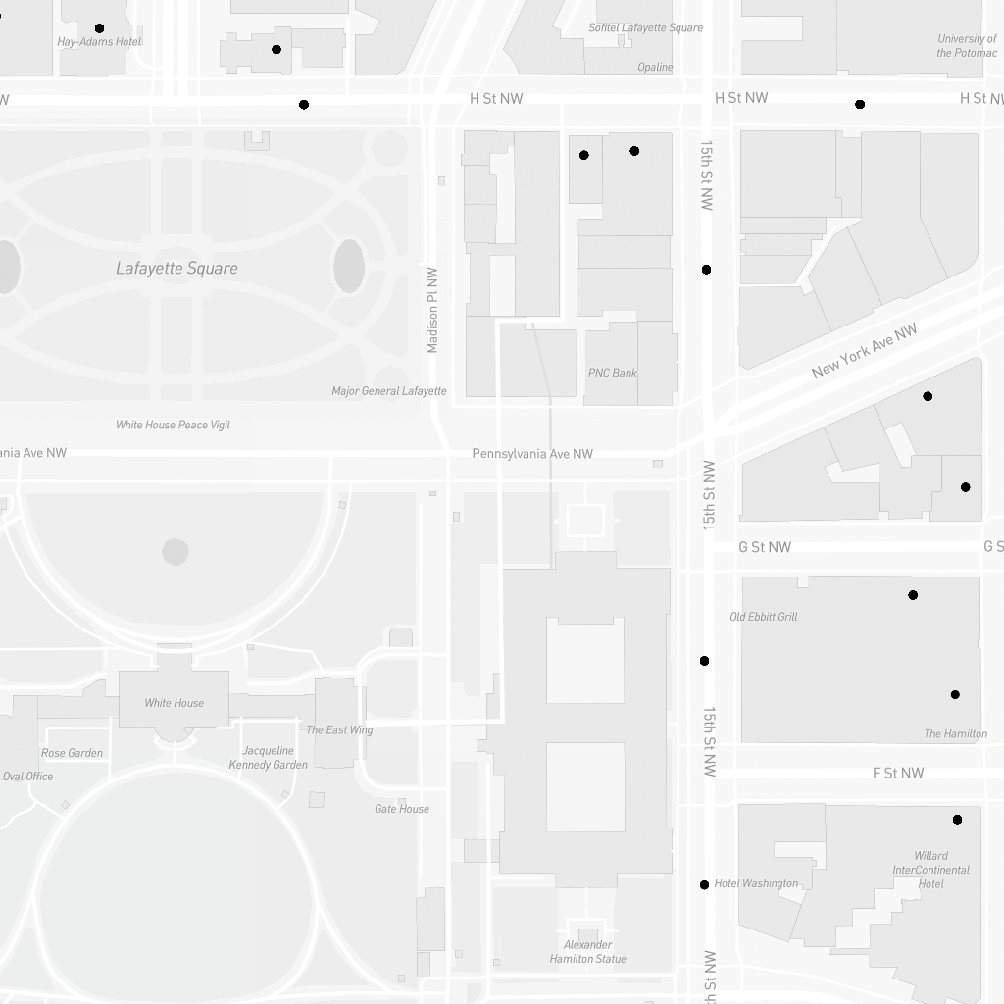 Sofitel Lafayette Square
Hay-Adams Hotel
University of
the Potomac
Opaline
W
H St NW
H St NW
H St NW
15th St NW
Lafayette Square
Madison Pl NW
New York Ave NW
PNC Bank
Major General Lafayette
White House Peace Vigil
ania Ave NW
Pennsylvania Ave NW
15th St NW
G St NW
G S
Old Ebbitt Grill
White House
The East Wing
15th St NW
The Hamilton
Rose Garden
Jacqueline
Kennedy Garden
Oval Office
F St NW
Gate House
Willard
InterContinental
Hotel
Hotel Washington
Alexander
Hamilton Statue
h St NW